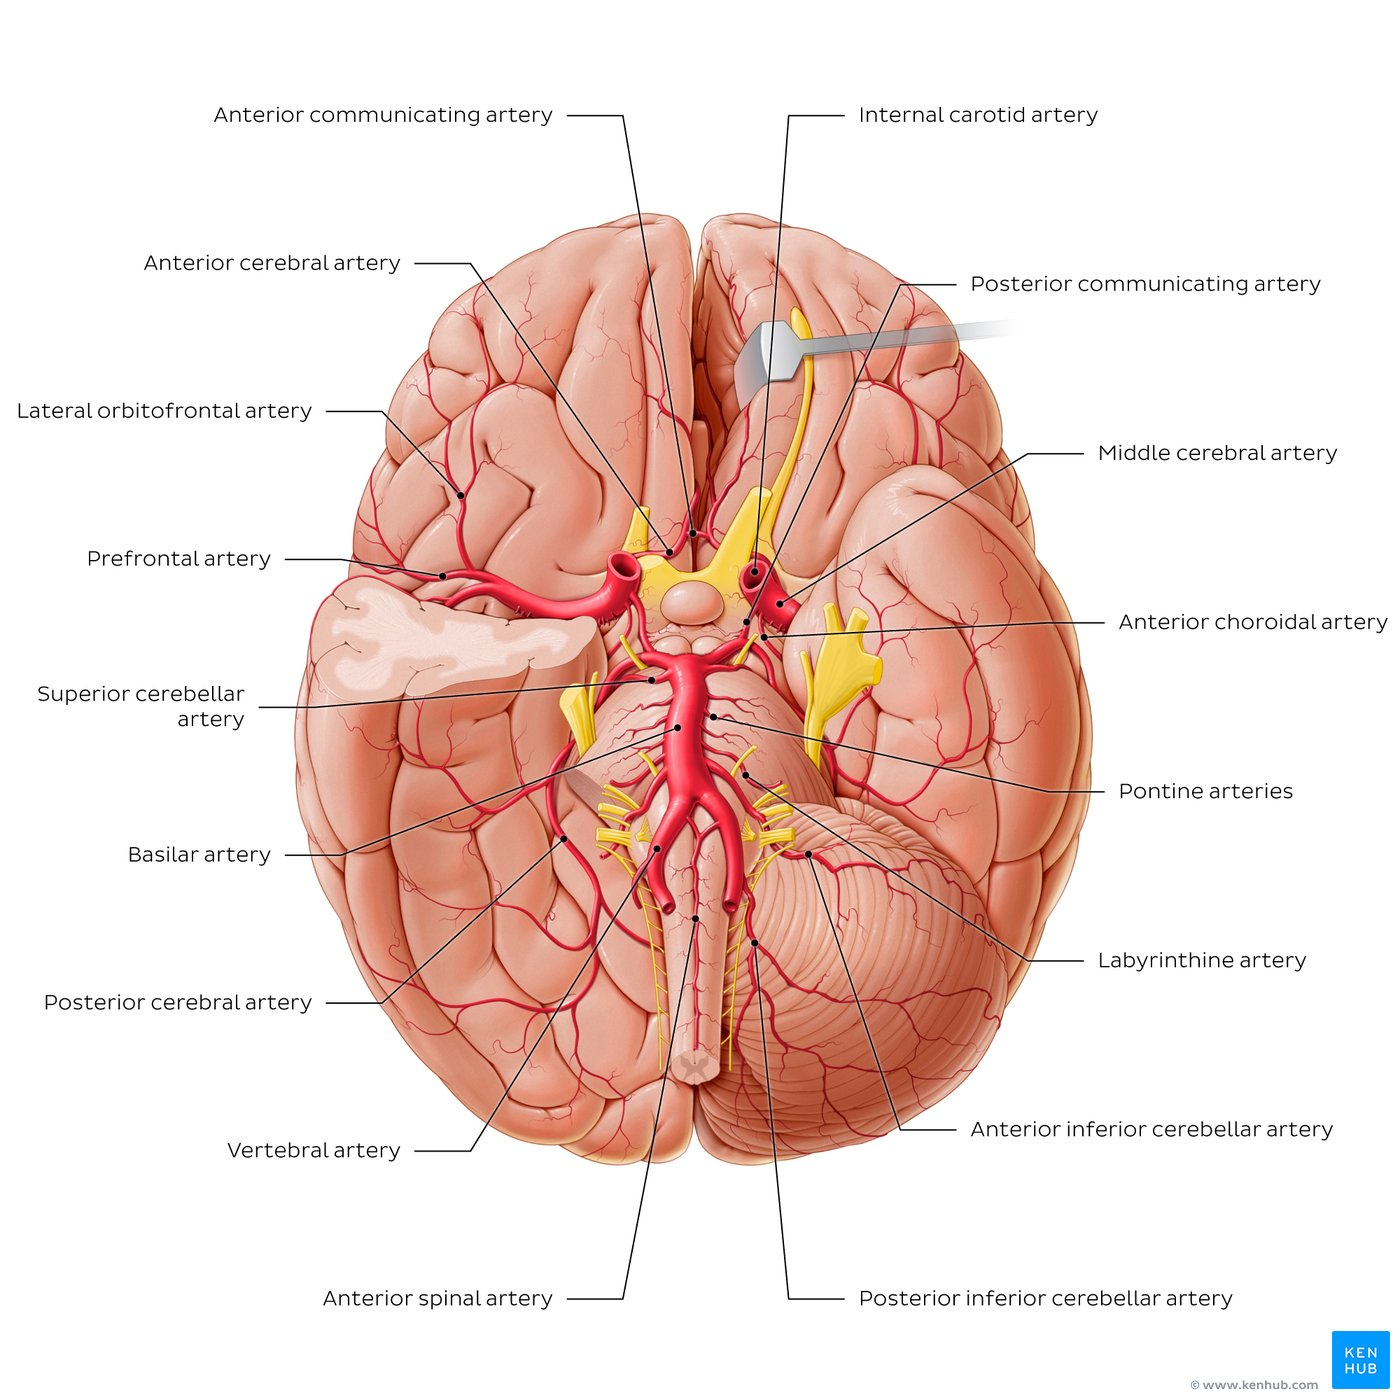 Anterior communicating artery
Internal carotid artery
Anterior cerebral artery
Posterior communicating artery
Lateral orbitofrontal artery
Middle cerebral artery
Prefrontal artery
Anterior choroidal artery
Superior cerebellar
artery
Pontine arteries
Basilar artery
Labyrinthine artery
Posterior cerebral artery
Anterior inferior cerebellar artery
Vertebral artery
Anterior spinal artery
Posterior inferior cerebellar artery
KEN
HUB
© www.kenhub.com